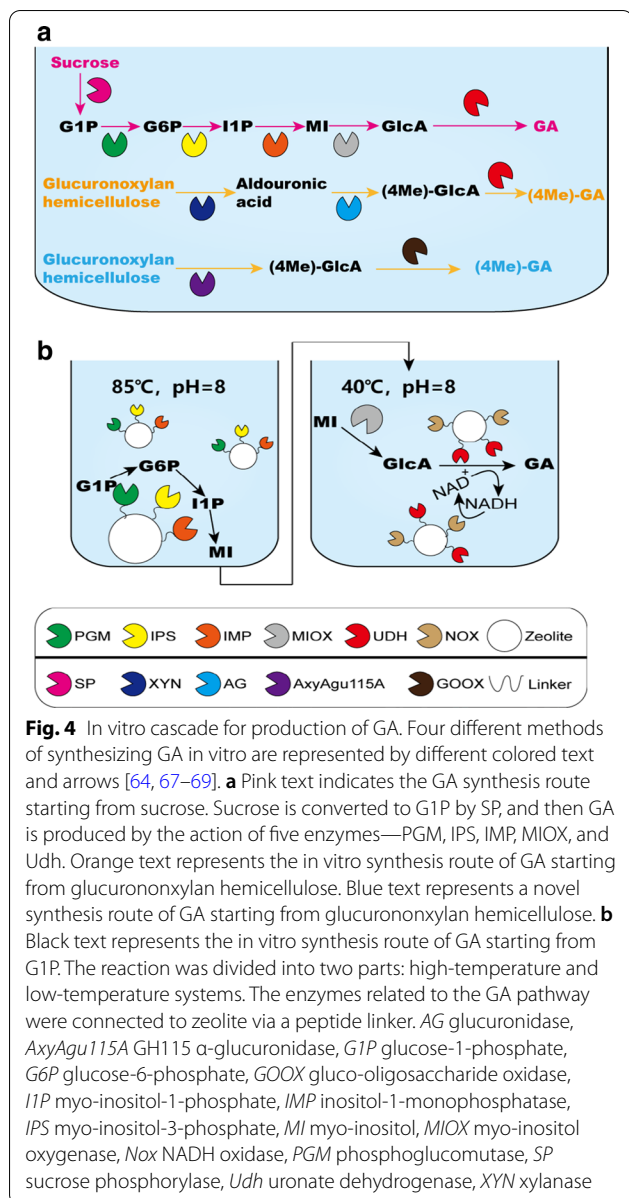 a
Sucrose
G1P G6P I1P MI GlcA GA
Glucuronoxylan
hemicellulose
Aldouronic
acid
(4Me)-GlcA
(4Me)-GA
Glucuronoxylan
hemicellulose
(4Me)-GlcA
(4Me)-GA
b
85℃, pH=8
G1P
G6P
I1P
MI
40℃, pH=8
MI
GlcA
GA
NAD+
NADH
PGM IPS IMP MIOX UDH NOX Zeolite
SP XYN AG AxyAgu115A GOOX Linker
Fig. 4 In vitro cascade for production of GA. Four different methods
of synthesizing GA in vitro are represented by different colored text
and arrows [64, 67–69]. a Pink text indicates the GA synthesis route
starting from sucrose. Sucrose is converted to G1P by SP, and then GA
is produced by the action of five enzymes—PGM, IPS, IMP, MIOX, and
Udh. Orange text represents the in vitro synthesis route of GA starting
from glucurononxylan hemicellulose. Blue text represents a novel
synthesis route of GA starting from glucurononxylan hemicellulose. b
Black text represents the in vitro synthesis route of GA starting from
G1P. The reaction was divided into two parts: high-temperature and
low-temperature systems. The enzymes related to the GA pathway
were connected to zeolite via a peptide linker. AG glucuronidase,
AxyAgu115A GH115 α-glucuronidase, G1P glucose-1-phosphate,
G6P glucose-6-phosphate, GOOX gluco-oligosaccharide oxidase,
I1P myo-inositol-1-phosphate, IMP inositol-1-monophosphatase,
IPS myo-inositol-3-phosphate, MI myo-inositol, MIOX myo-inositol
oxygenase, Nox NADH oxidase, PGM phosphoglucomutase, SP
sucrose phosphorylase, Udh uronate dehydrogenase, XYN xylanase